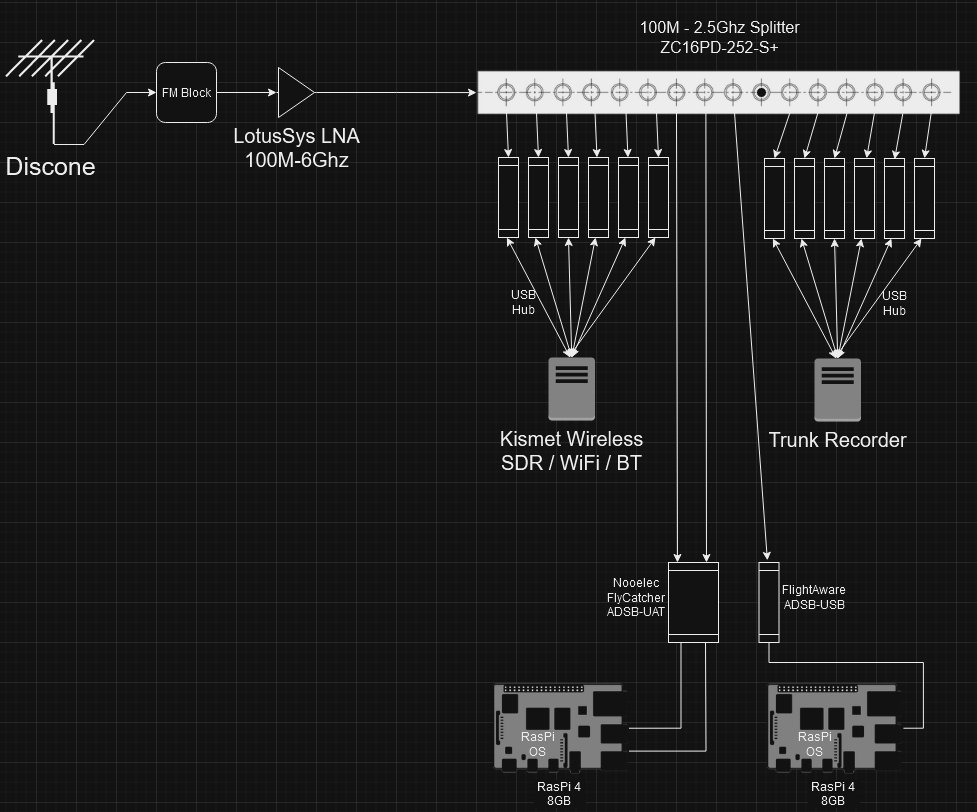 100M - 2.5Ghz Splitter
ZC16PD-252-S+
FM Block
LotusSys LNA
100M-6Ghz
Discone
USB
Hub
USB
Hub
Kismet Wireless
SDR / WiFi / BT
Trunk Recorder
Nooelec
FlyCatcher
ADSB-UAT
FlightAware
ADSB-USB
RasPi
OS
RasPi 4
8GB
RasPi
OS
RasPi 4
8GB